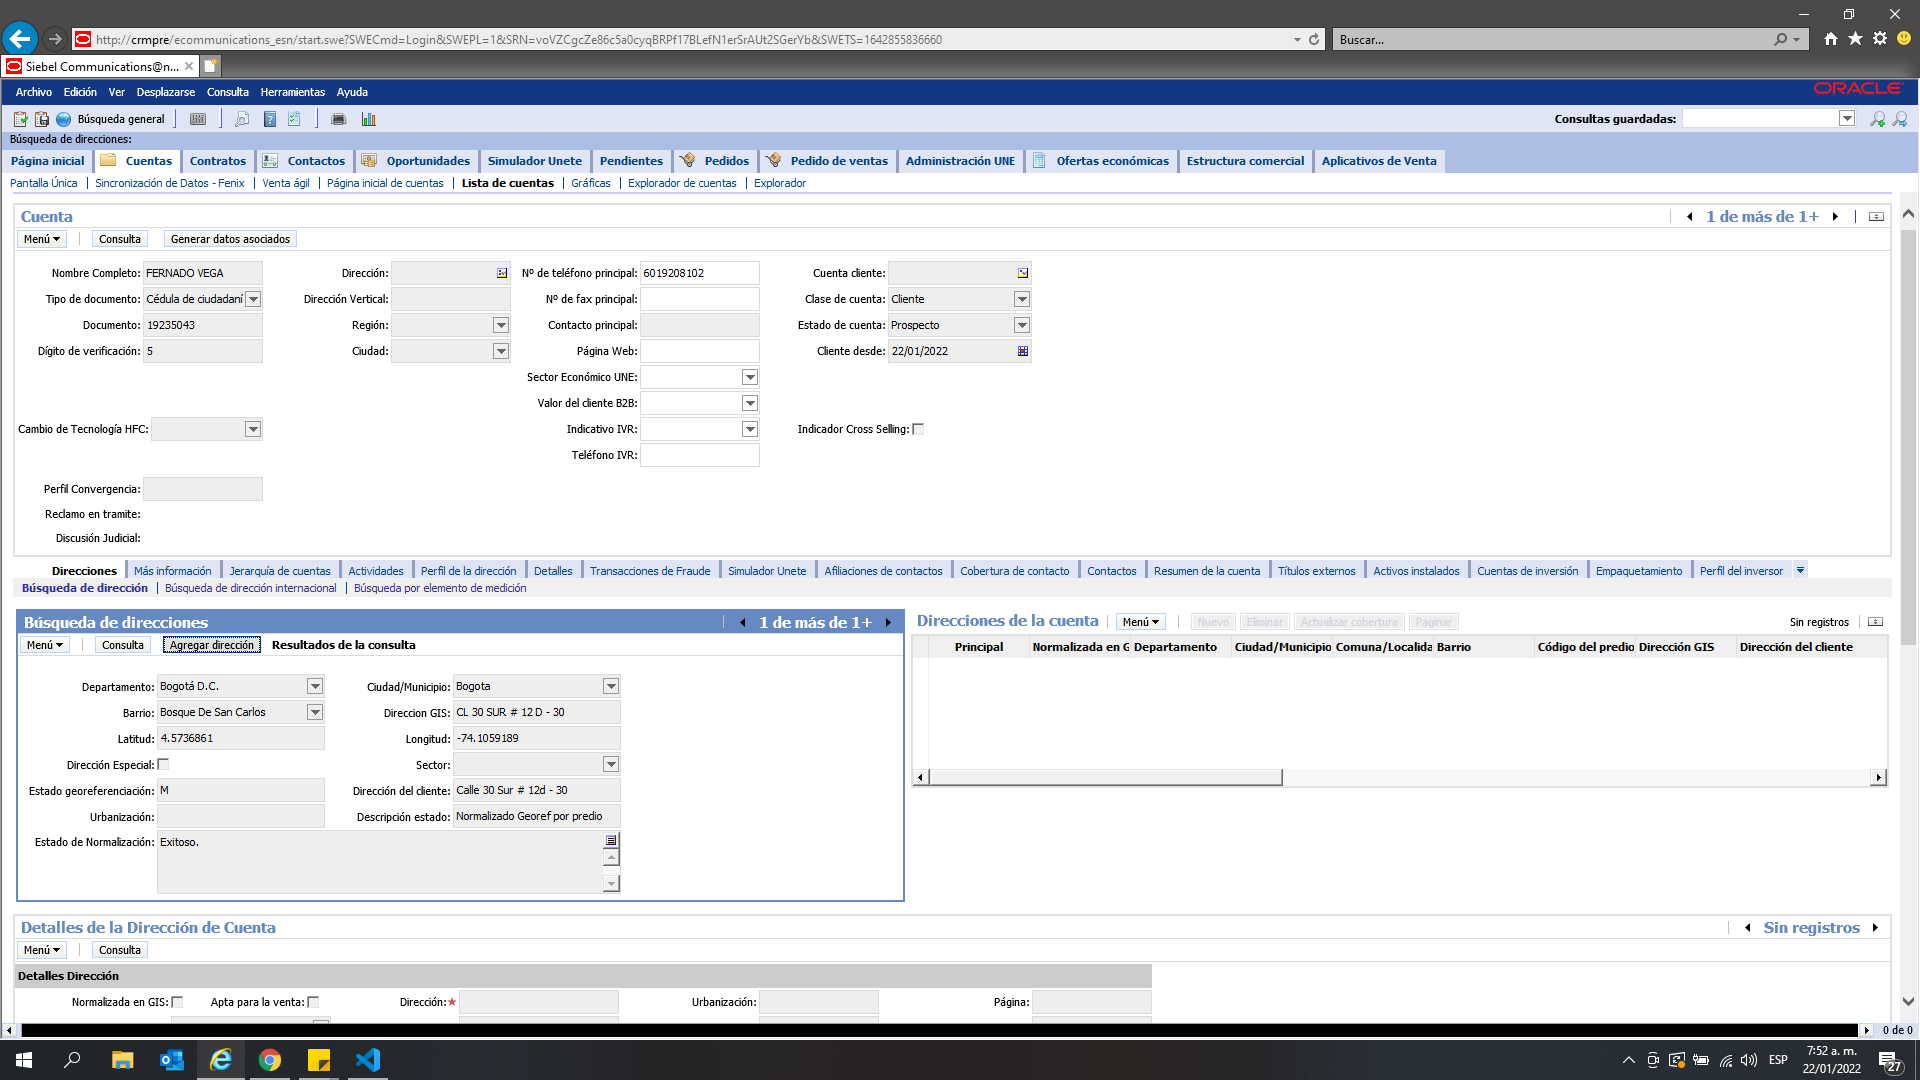 http://crmpre/ecommunications_esn/start.swe?SWECmd=Login&SWEPL=1&SRN=voVZCgcZe86c5a0cyqBRPf17BLefN1erSrAUt2SGerYb&SWETS=1642855836660
Buscar...
Siebel Communications@n...
Archivo Edición Ver Desplazarse Consulta Herramientas Ayuda
ORACLE
Búsqueda general
Consultas guardadas:
Búsqueda de direcciones:
Página inicial Cuentas Contratos Contactos Oportunidades Simulador Unete Pendientes Pedidos Pedido de ventas Administración UNE Ofertas económicas Estructura comercial Aplicativos de Venta
Pantalla Única Sincronización de Datos - Fenix Venta ágil Página inicial de cuentas Lista de cuentas Gráficas Explorador de cuentas Explorador
Cuenta
1 de más de 1+
Menú Consulta Generar datos asociados
Nombre Completo: FERNADO VEGA Dirección: Nº de teléfono principal: 6019208102 Cuenta cliente:
Tipo de documento: Cédula de ciudadaní Dirección Vertical: Nº de fax principal: Clase de cuenta: Cliente
Documento: 19235043 Región: Contacto principal: Estado de cuenta: Prospecto
Dígito de verificación: 5 Ciudad: Página Web: Cliente desde: 22/01/2022
Sector Económico UNE:
Valor del cliente B2B:
Cambio de Tecnología HFC: Indicativo IVR: Indicador Cross Selling:
Teléfono IVR:
Perfil Convergencia:
Reclamo en tramite:
Discusión Judicial:
Direcciones Más información Jerarquía de cuentas Actividades Perfil de la dirección Detalles Transacciones de Fraude Simulador Unete Afiliaciones de contactos Cobertura de contacto Contactos Resumen de la cuenta Títulos externos Activos instalados Cuentas de inversión Empaquetamiento Perfil del inversor
Búsqueda de dirección Búsqueda de dirección internacional Búsqueda por elemento de medición
Búsqueda de direcciones
1 de más de 1+
Menú Consulta Agregar dirección Resultados de la consulta
Departamento: Bogotá D.C. Ciudad/Municipio: Bogota
Barrio: Bosque De San Carlos Direccion GIS: CL 30 SUR # 12 D - 30
Latitud: 4.5736861 Longitud: -74.1059189
Dirección Especial: Sector:
Estado georeferenciación: M Dirección del cliente: Calle 30 Sur # 12d - 30
Urbanización: Descripción estado: Normalizado Georef por predio
Estado de Normalización: Exitoso.
Direcciones de la cuenta Menú Nuevo Eliminar Actualizar cobertura Paginar Sin registros
Principal Normalizada en G Departamento Ciudad/Municipio Comuna/Localida Barrio Código del predio Dirección GIS Dirección del cliente
Detalles de la Dirección de Cuenta
Sin registros
Menú Consulta
Detalles Dirección
Normalizada en GIS: Apta para la venta: Dirección:★ Urbanización: Página:
0 de 0
ESP
7:52 a. m.
22/01/2022
27